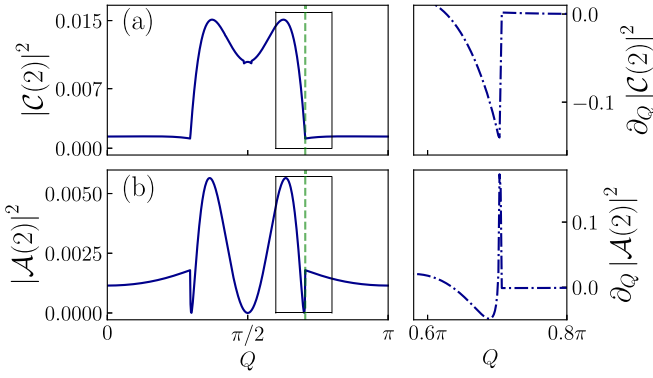 (a)
|𝒞(2)|²
0.015
0.007
0.000
0.0
−0.1
∂_Q |𝒞(2)|²
(b)
|𝒜(2)|²
0.0050
0.0025
0.0000
0.1
0.0
∂_Q |𝒜(2)|²
0
π/2
π
0.6π
0.8π
Q
Q